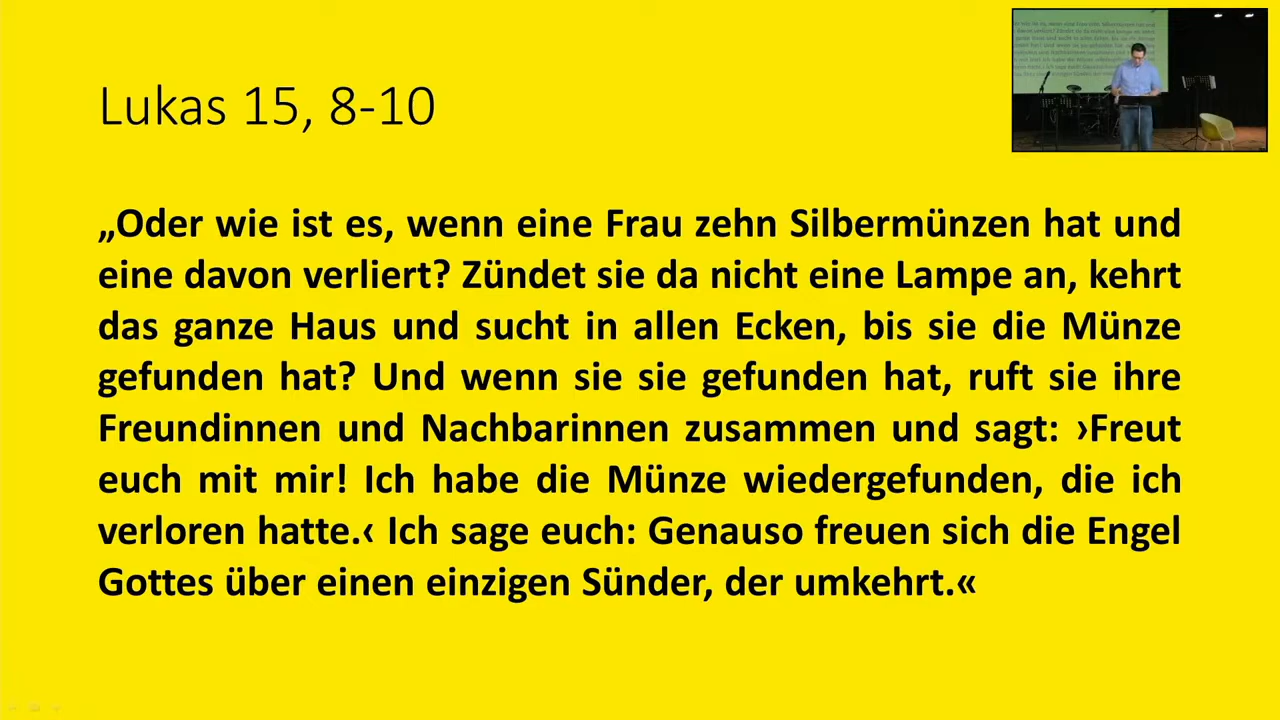 Lukas 15, 8-10
„Oder wie ist es, wenn eine Frau zehn Silbermünzen hat und
eine davon verliert? Zündet sie da nicht eine Lampe an, kehrt
das ganze Haus und sucht in allen Ecken, bis sie die Münze
gefunden hat? Und wenn sie sie gefunden hat, ruft sie ihre
Freundinnen und Nachbarinnen zusammen und sagt: ›Freut
euch mit mir! Ich habe die Münze wiedergefunden, die ich
verloren hatte.‹ Ich sage euch: Genauso freuen sich die Engel
Gottes über einen einzigen Sünder, der umkehrt.«